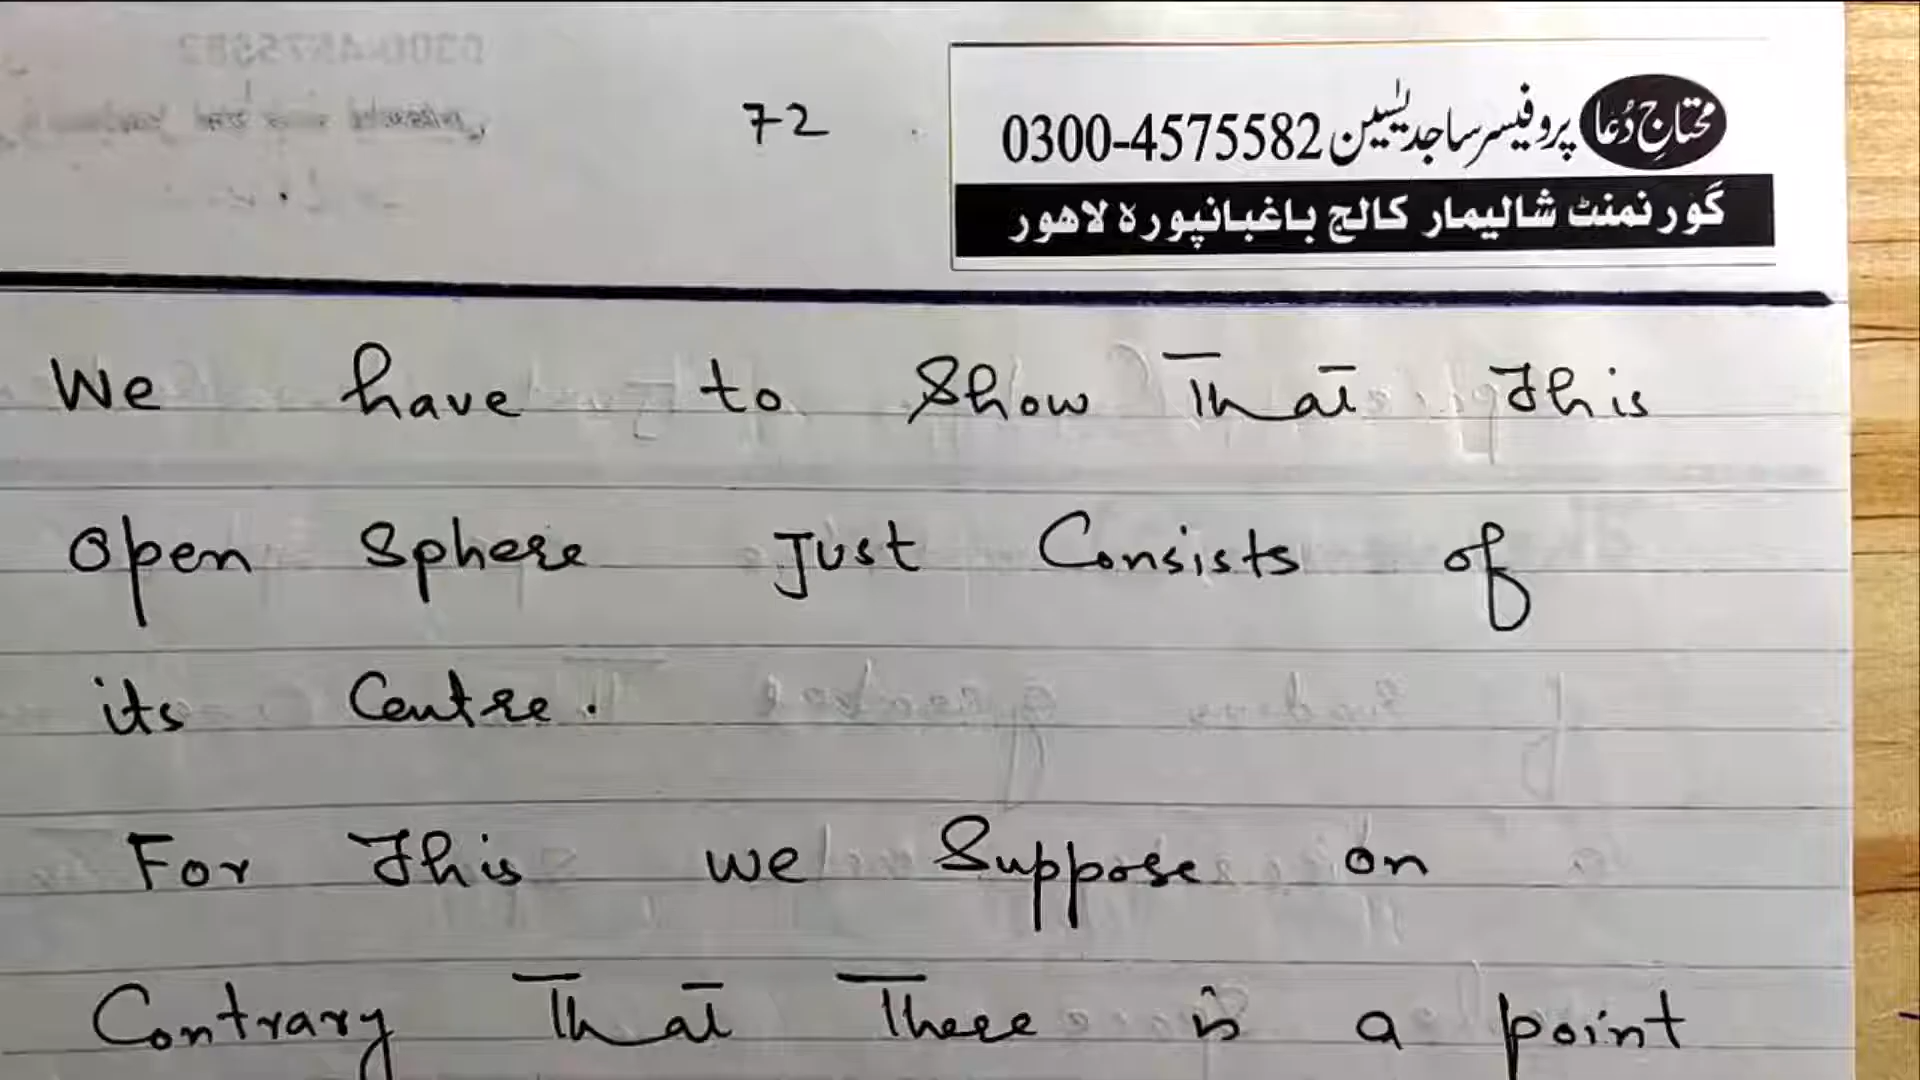 72
محتاجِ دُعا پروفیسر ساجد یٰسین 0300-4575582
گورنمنٹ شالیمار کالج باغبانپورہ لاهور
We have to Show That This
open Sphere Just Consists of
its Centre.
For This we Suppose on
Contrary That There is a point